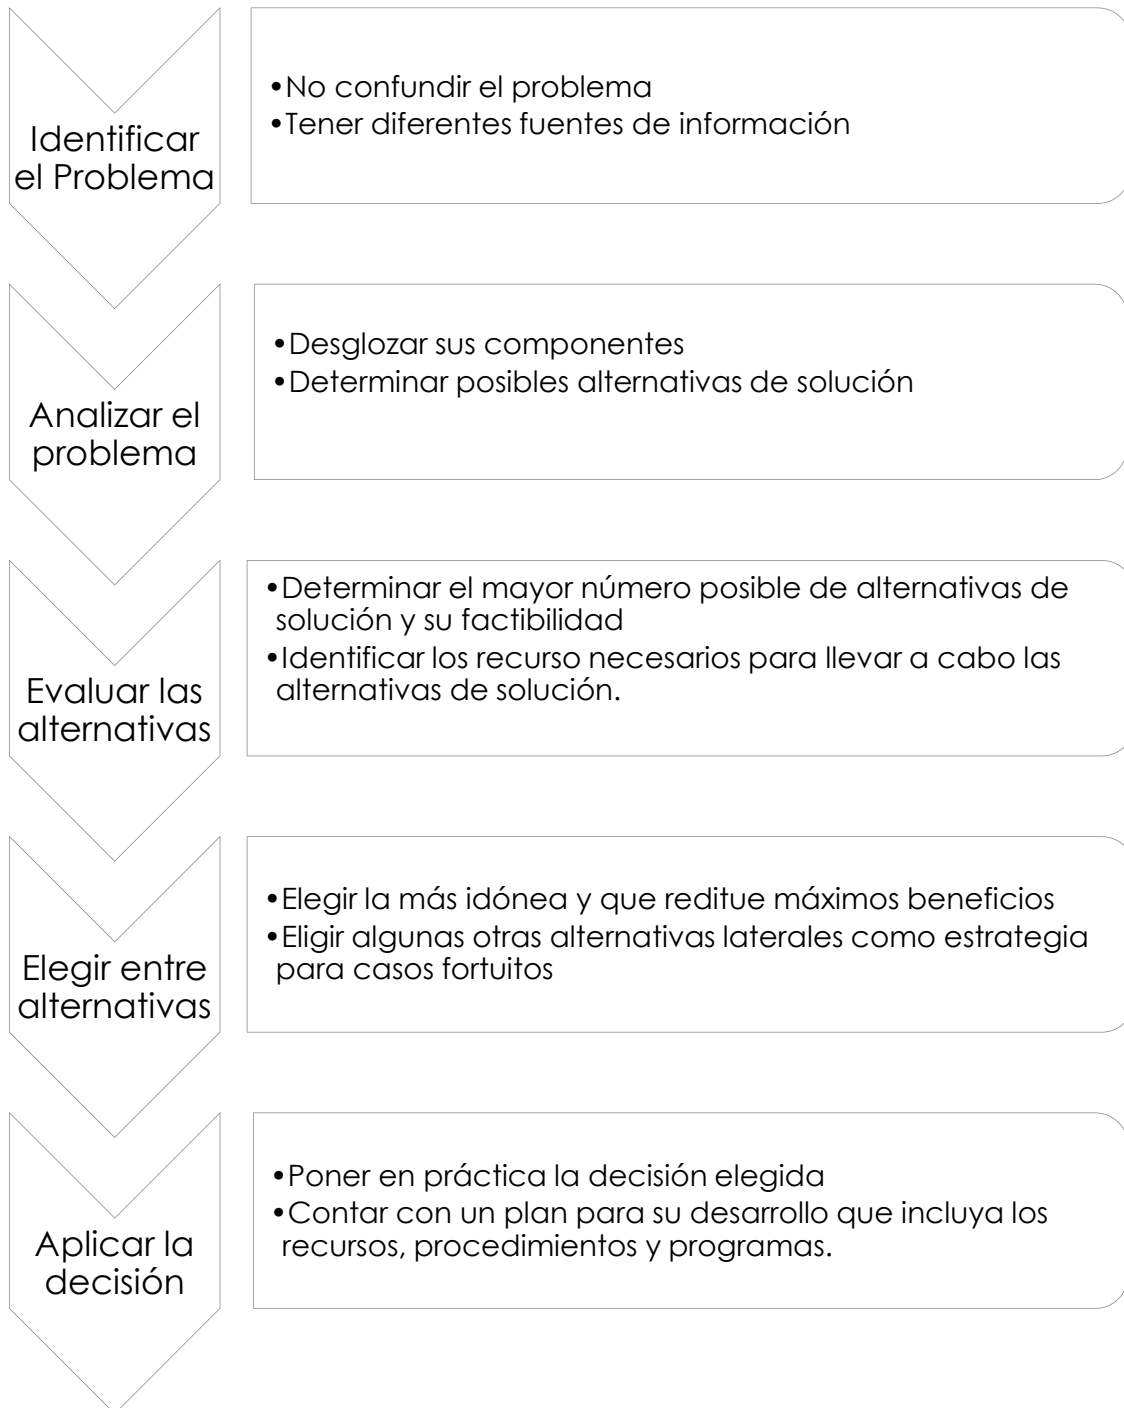 Identificar
el Problema
•No confundir el problema
•Tener diferentes fuentes de información
Analizar el
problema
•Desglozar sus componentes
•Determinar posibles alternativas de solución
Evaluar las
alternativas
•Determinar el mayor número posible de alternativas de
solución y su factibilidad
•Identificar los recurso necesarios para llevar a cabo las
alternativas de solución.
Elegir entre
alternativas
•Elegir la más idónea y que reditue máximos beneficios
•Eligir algunas otras alternativas laterales como estrategia
para casos fortuitos
Aplicar la
decisión
•Poner en práctica la decisión elegida
•Contar con un plan para su desarrollo que incluya los
recursos, procedimientos y programas.